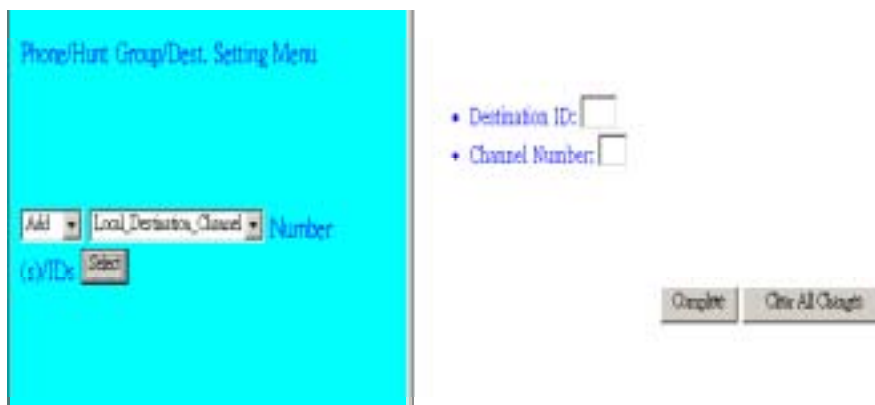 Phone/Hunt Group/Dest. Setting Menu
Add Local_Destination_Channel Number
(s)/IDs Select
• Destination ID:
• Channel Number:
Complete Clear All Changes